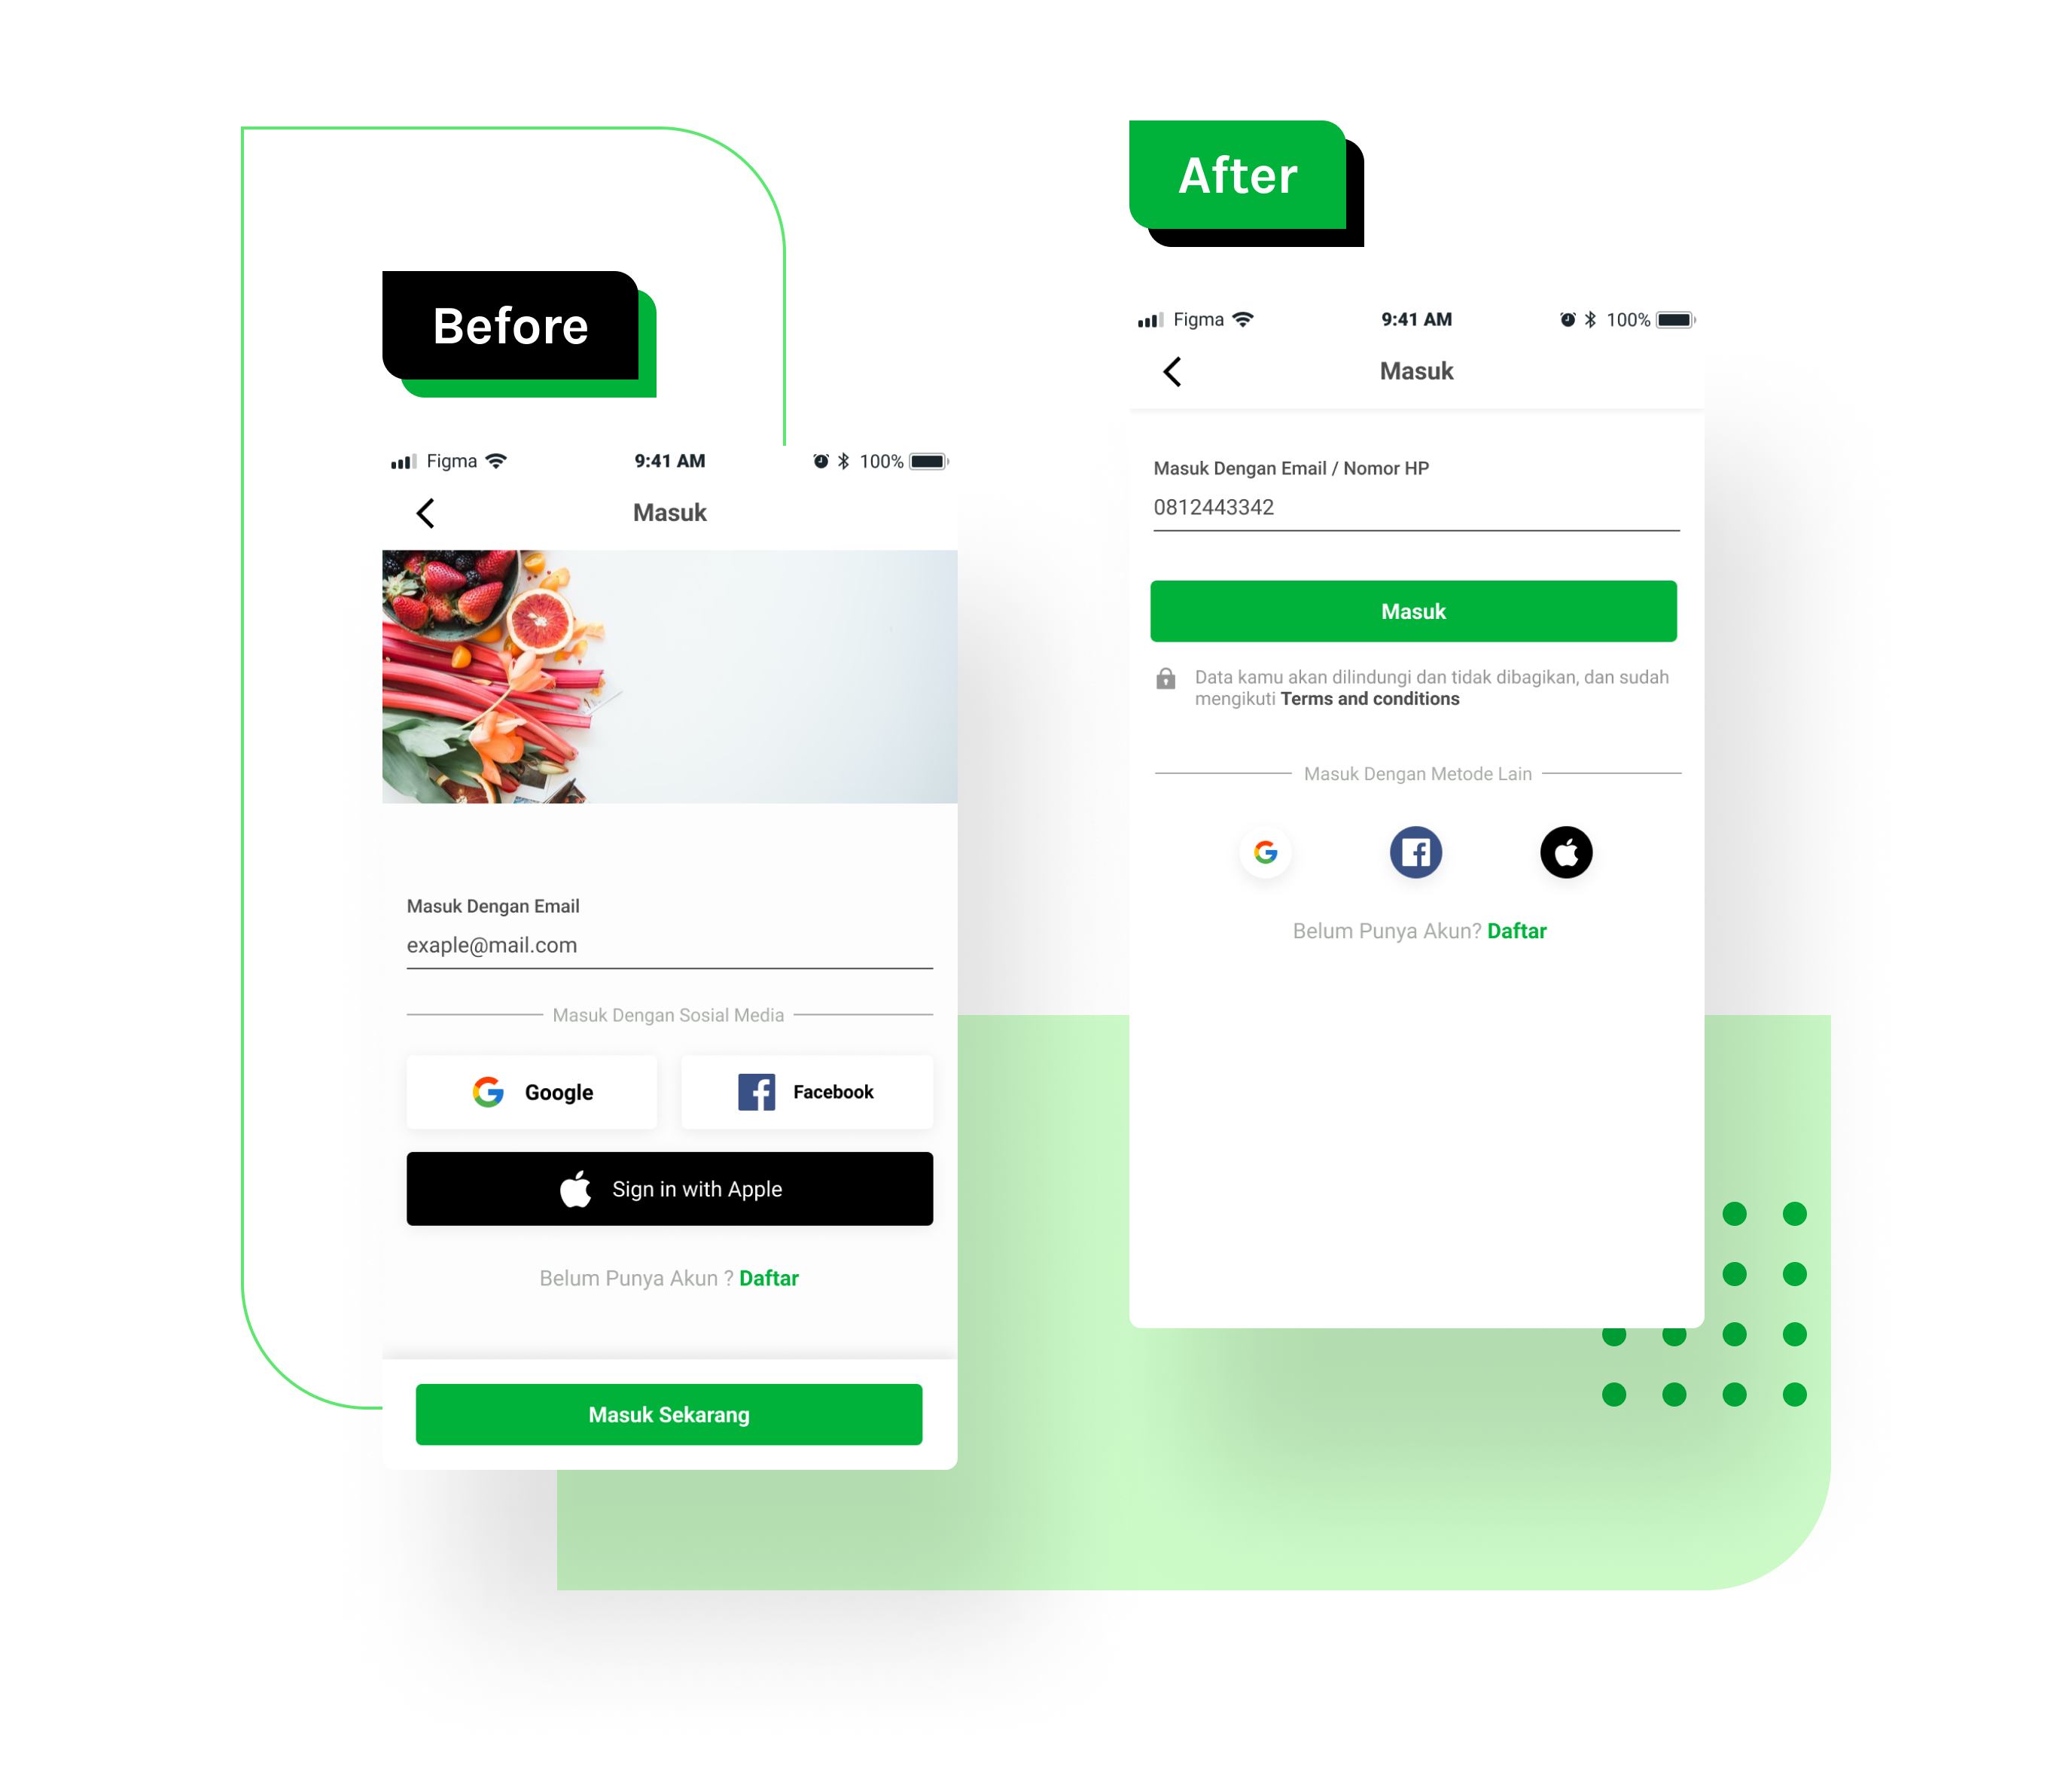 Before
Figma 9:41 AM 100%
Masuk
Masuk Dengan Email
exaple@mail.com
Masuk Dengan Sosial Media
Google Facebook
Sign in with Apple
Belum Punya Akun ? Daftar
Masuk Sekarang
After
Figma 9:41 AM 100%
Masuk
Masuk Dengan Email / Nomor HP
0812443342
Masuk
Data kamu akan dilindungi dan tidak dibagikan, dan sudah
mengikuti Terms and conditions
Masuk Dengan Metode Lain
Belum Punya Akun? Daftar